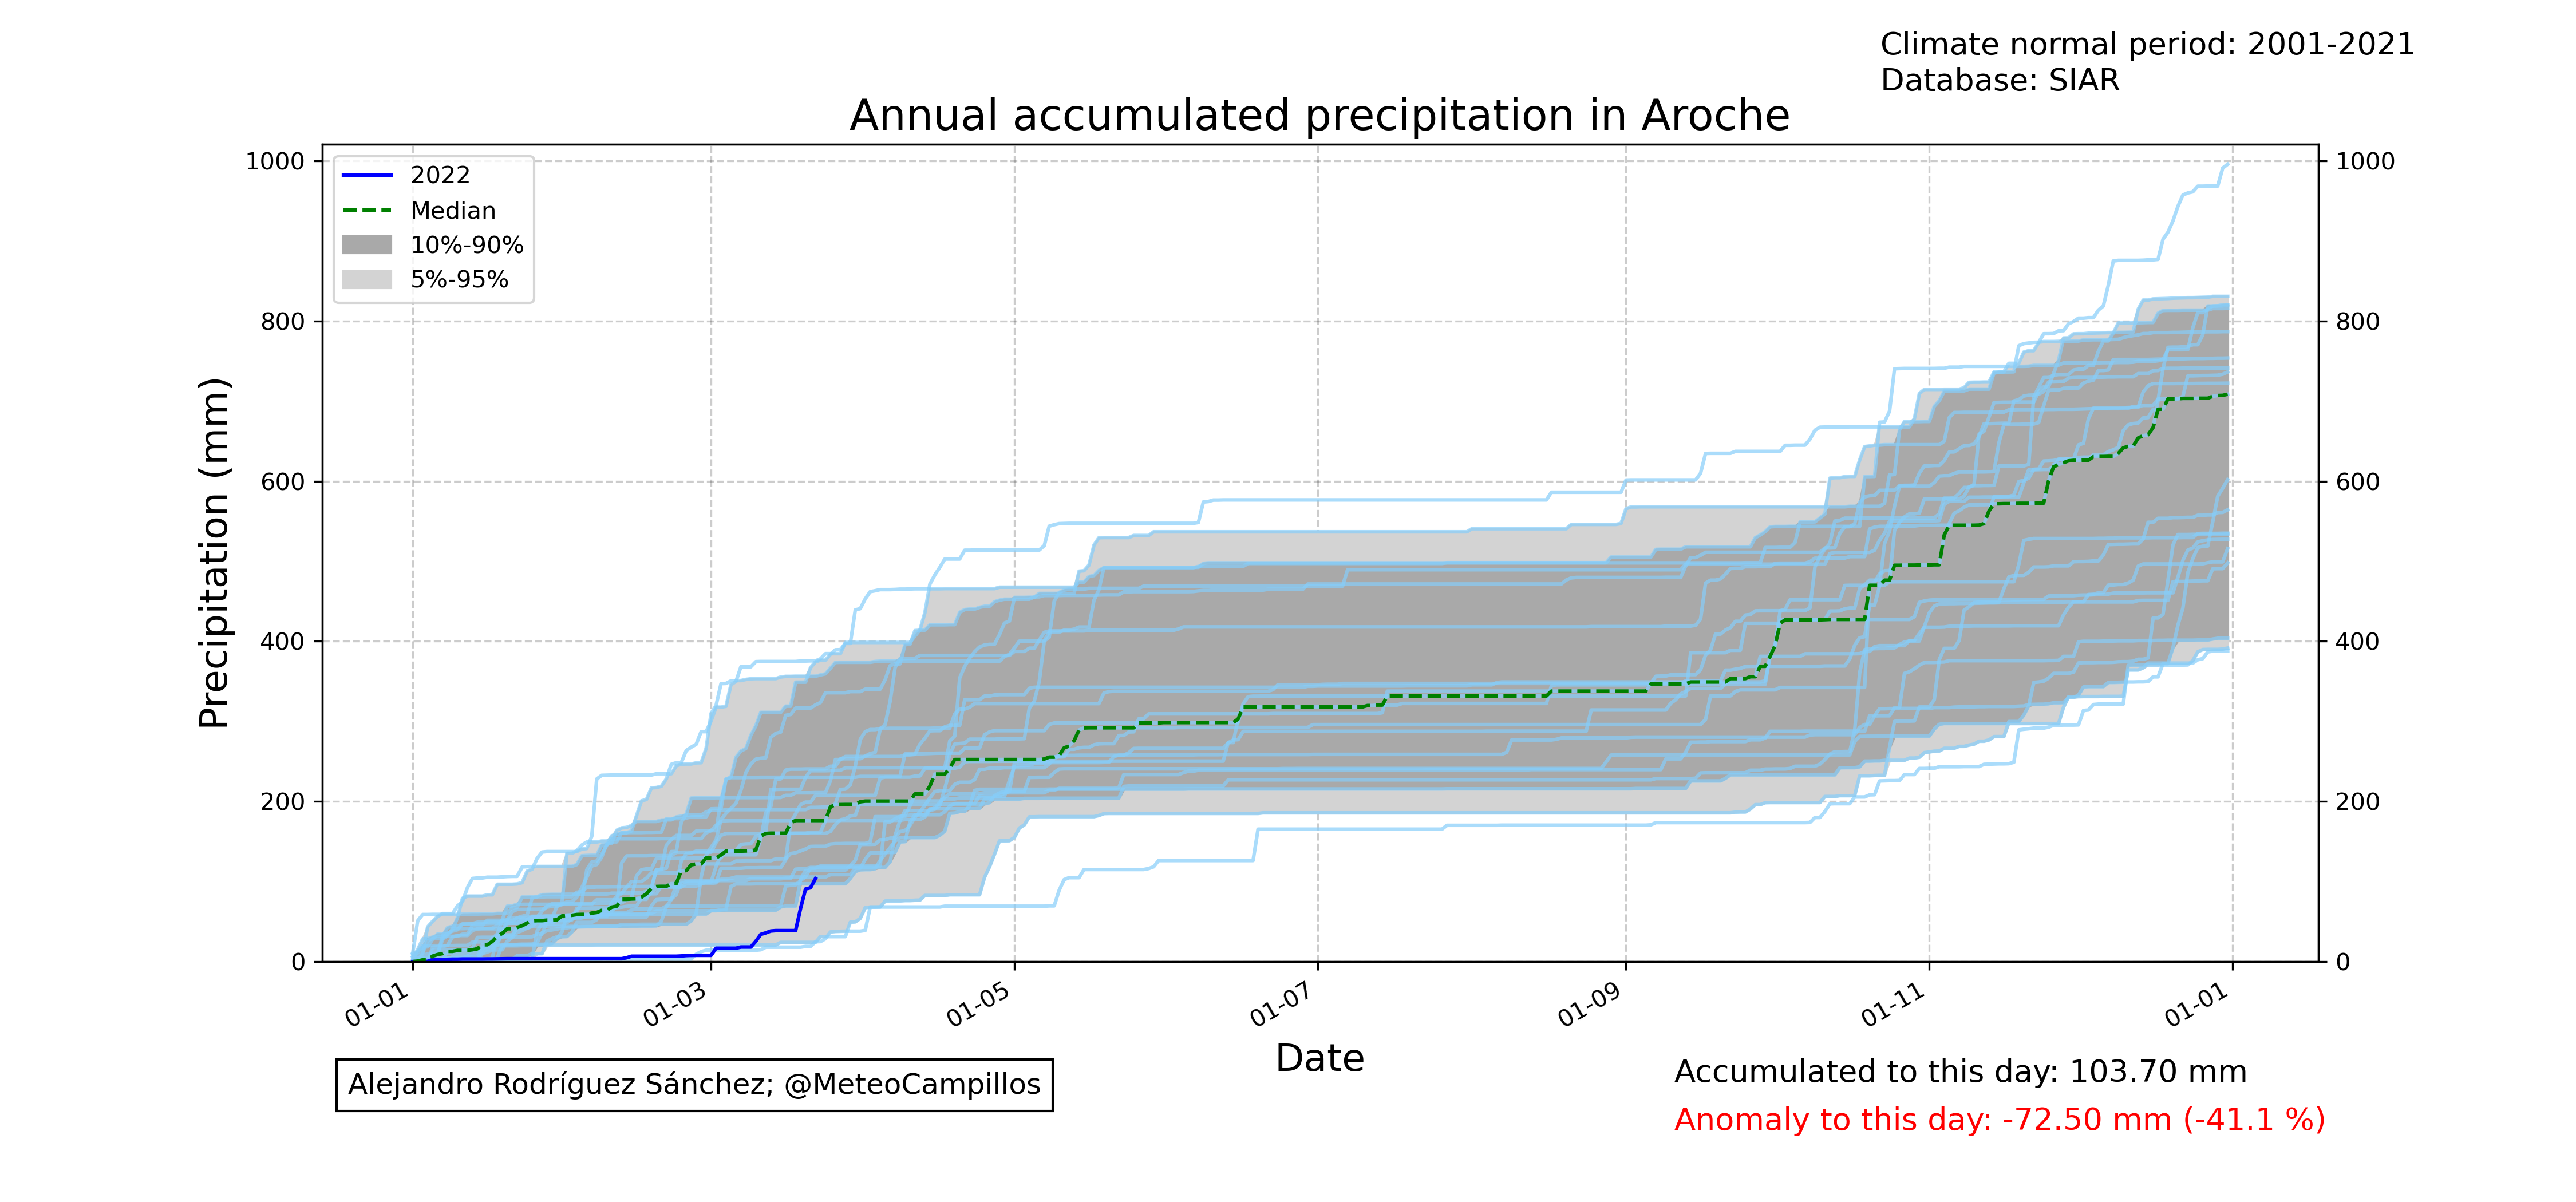 Climate normal period: 2001-2021
Database: SIAR
Annual accumulated precipitation in Aroche
2022
Median
10%-90%
5%-95%
Precipitation (mm)
1000
800
600
400
200
0
1000
800
600
400
200
0
01-01
01-03
01-05
01-07
01-09
01-11
01-01
Date
Alejandro Rodríguez Sánchez; @MeteoCampillos
Accumulated to this day: 103.70 mm
Anomaly to this day: -72.50 mm (-41.1 %)